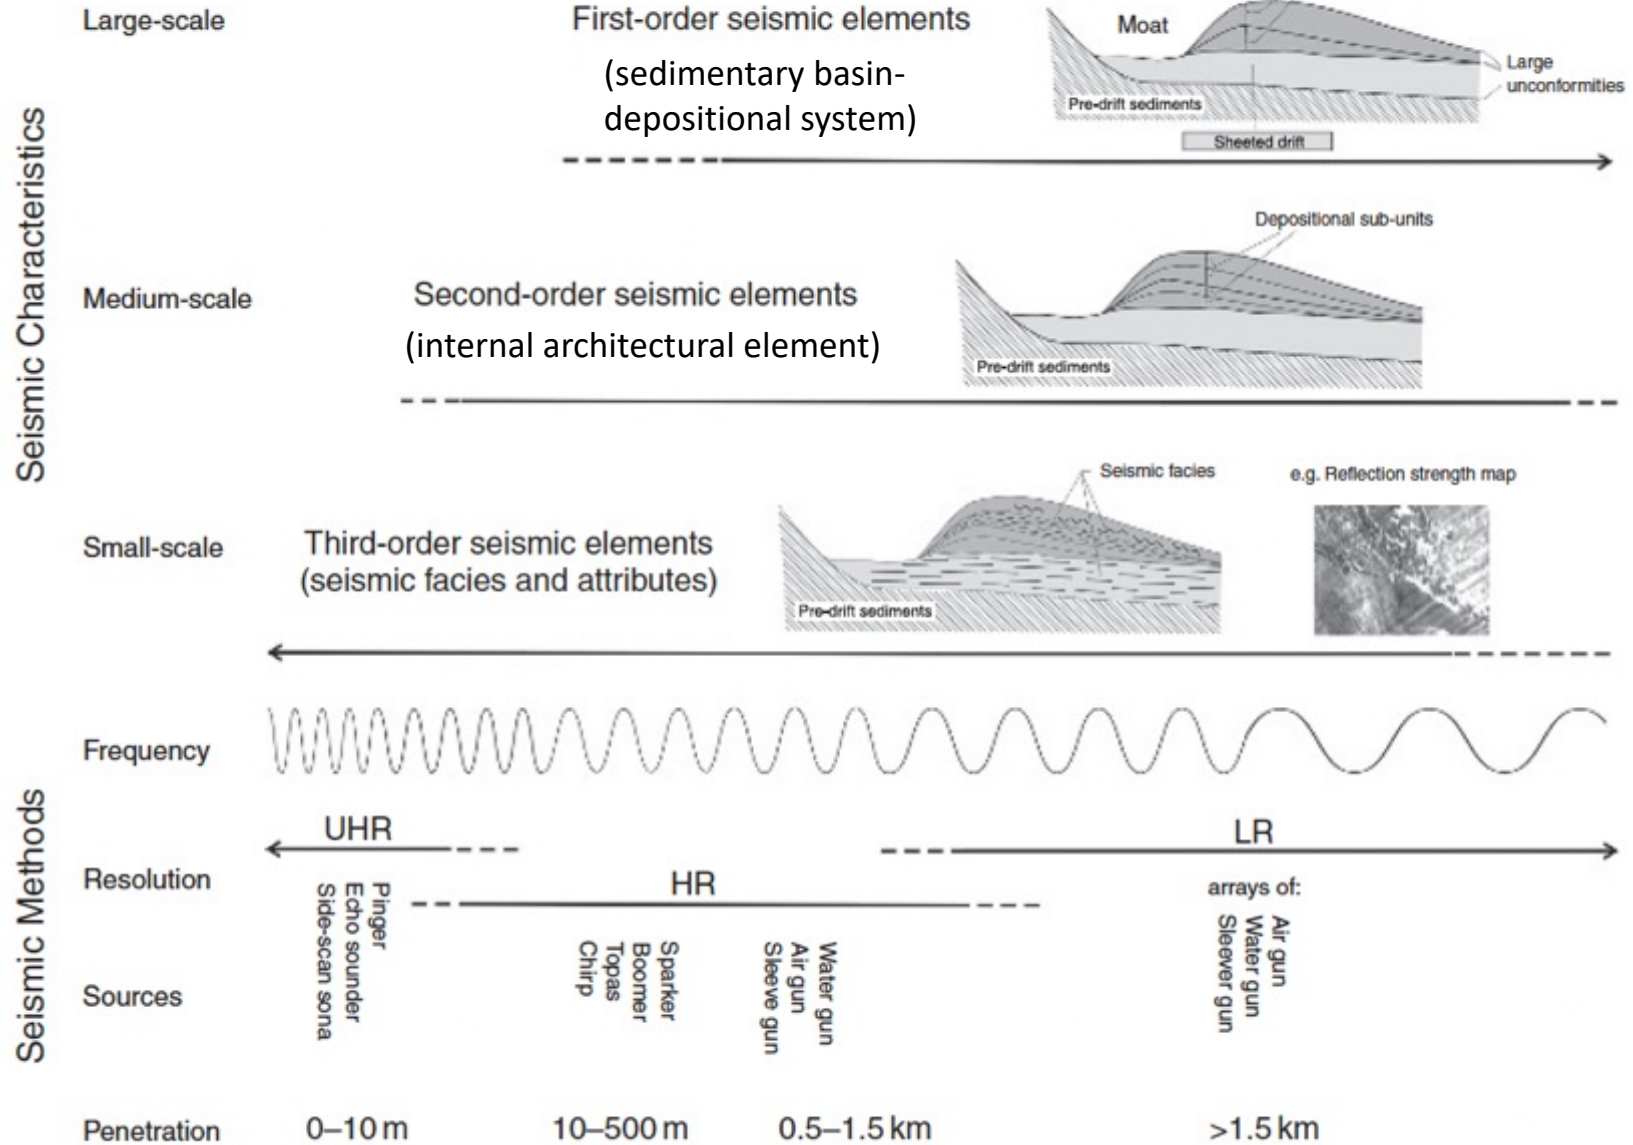 Large-scale
First-order seismic elements
(sedimentary basin-
depositional system)
Moat
Large
unconformities
Pre-drift sediments
Sheeted drift
Seismic Characteristics
Depositional sub-units
Medium-scale
Second-order seismic elements
(internal architectural element)
Pre-drift sediments
Seismic facies
e.g. Reflection strength map
Small-scale
Third-order seismic elements
(seismic facies and attributes)
Pre-drift sediments
Seismic Methods
Frequency
UHR
LR
Resolution
HR
arrays of:
Pinger
Echo sounder
Side-scan sona
Sparker
Boomer
Topas
Chirp
Water gun
Air gun
Sleeve gun
Air gun
Water gun
Sleever gun
Sources
Penetration
0–10 m
10–500 m
0.5–1.5 km
>1.5 km